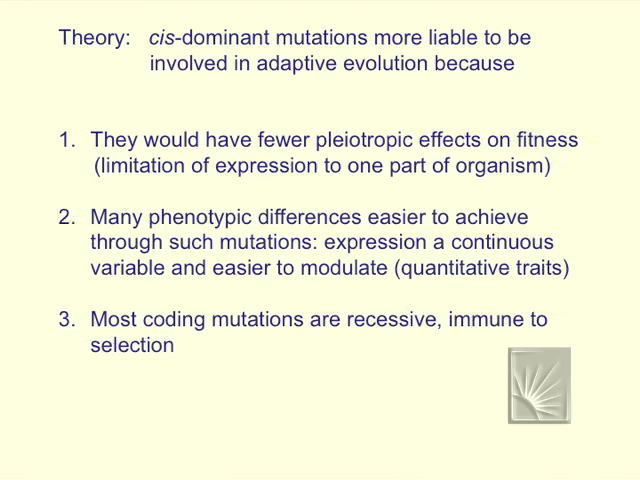 Theory: cis-dominant mutations more liable to be
involved in adaptive evolution because
1. They would have fewer pleiotropic effects on fitness
(limitation of expression to one part of organism)
2. Many phenotypic differences easier to achieve
through such mutations: expression a continuous
variable and easier to modulate (quantitative traits)
3. Most coding mutations are recessive, immune to
selection